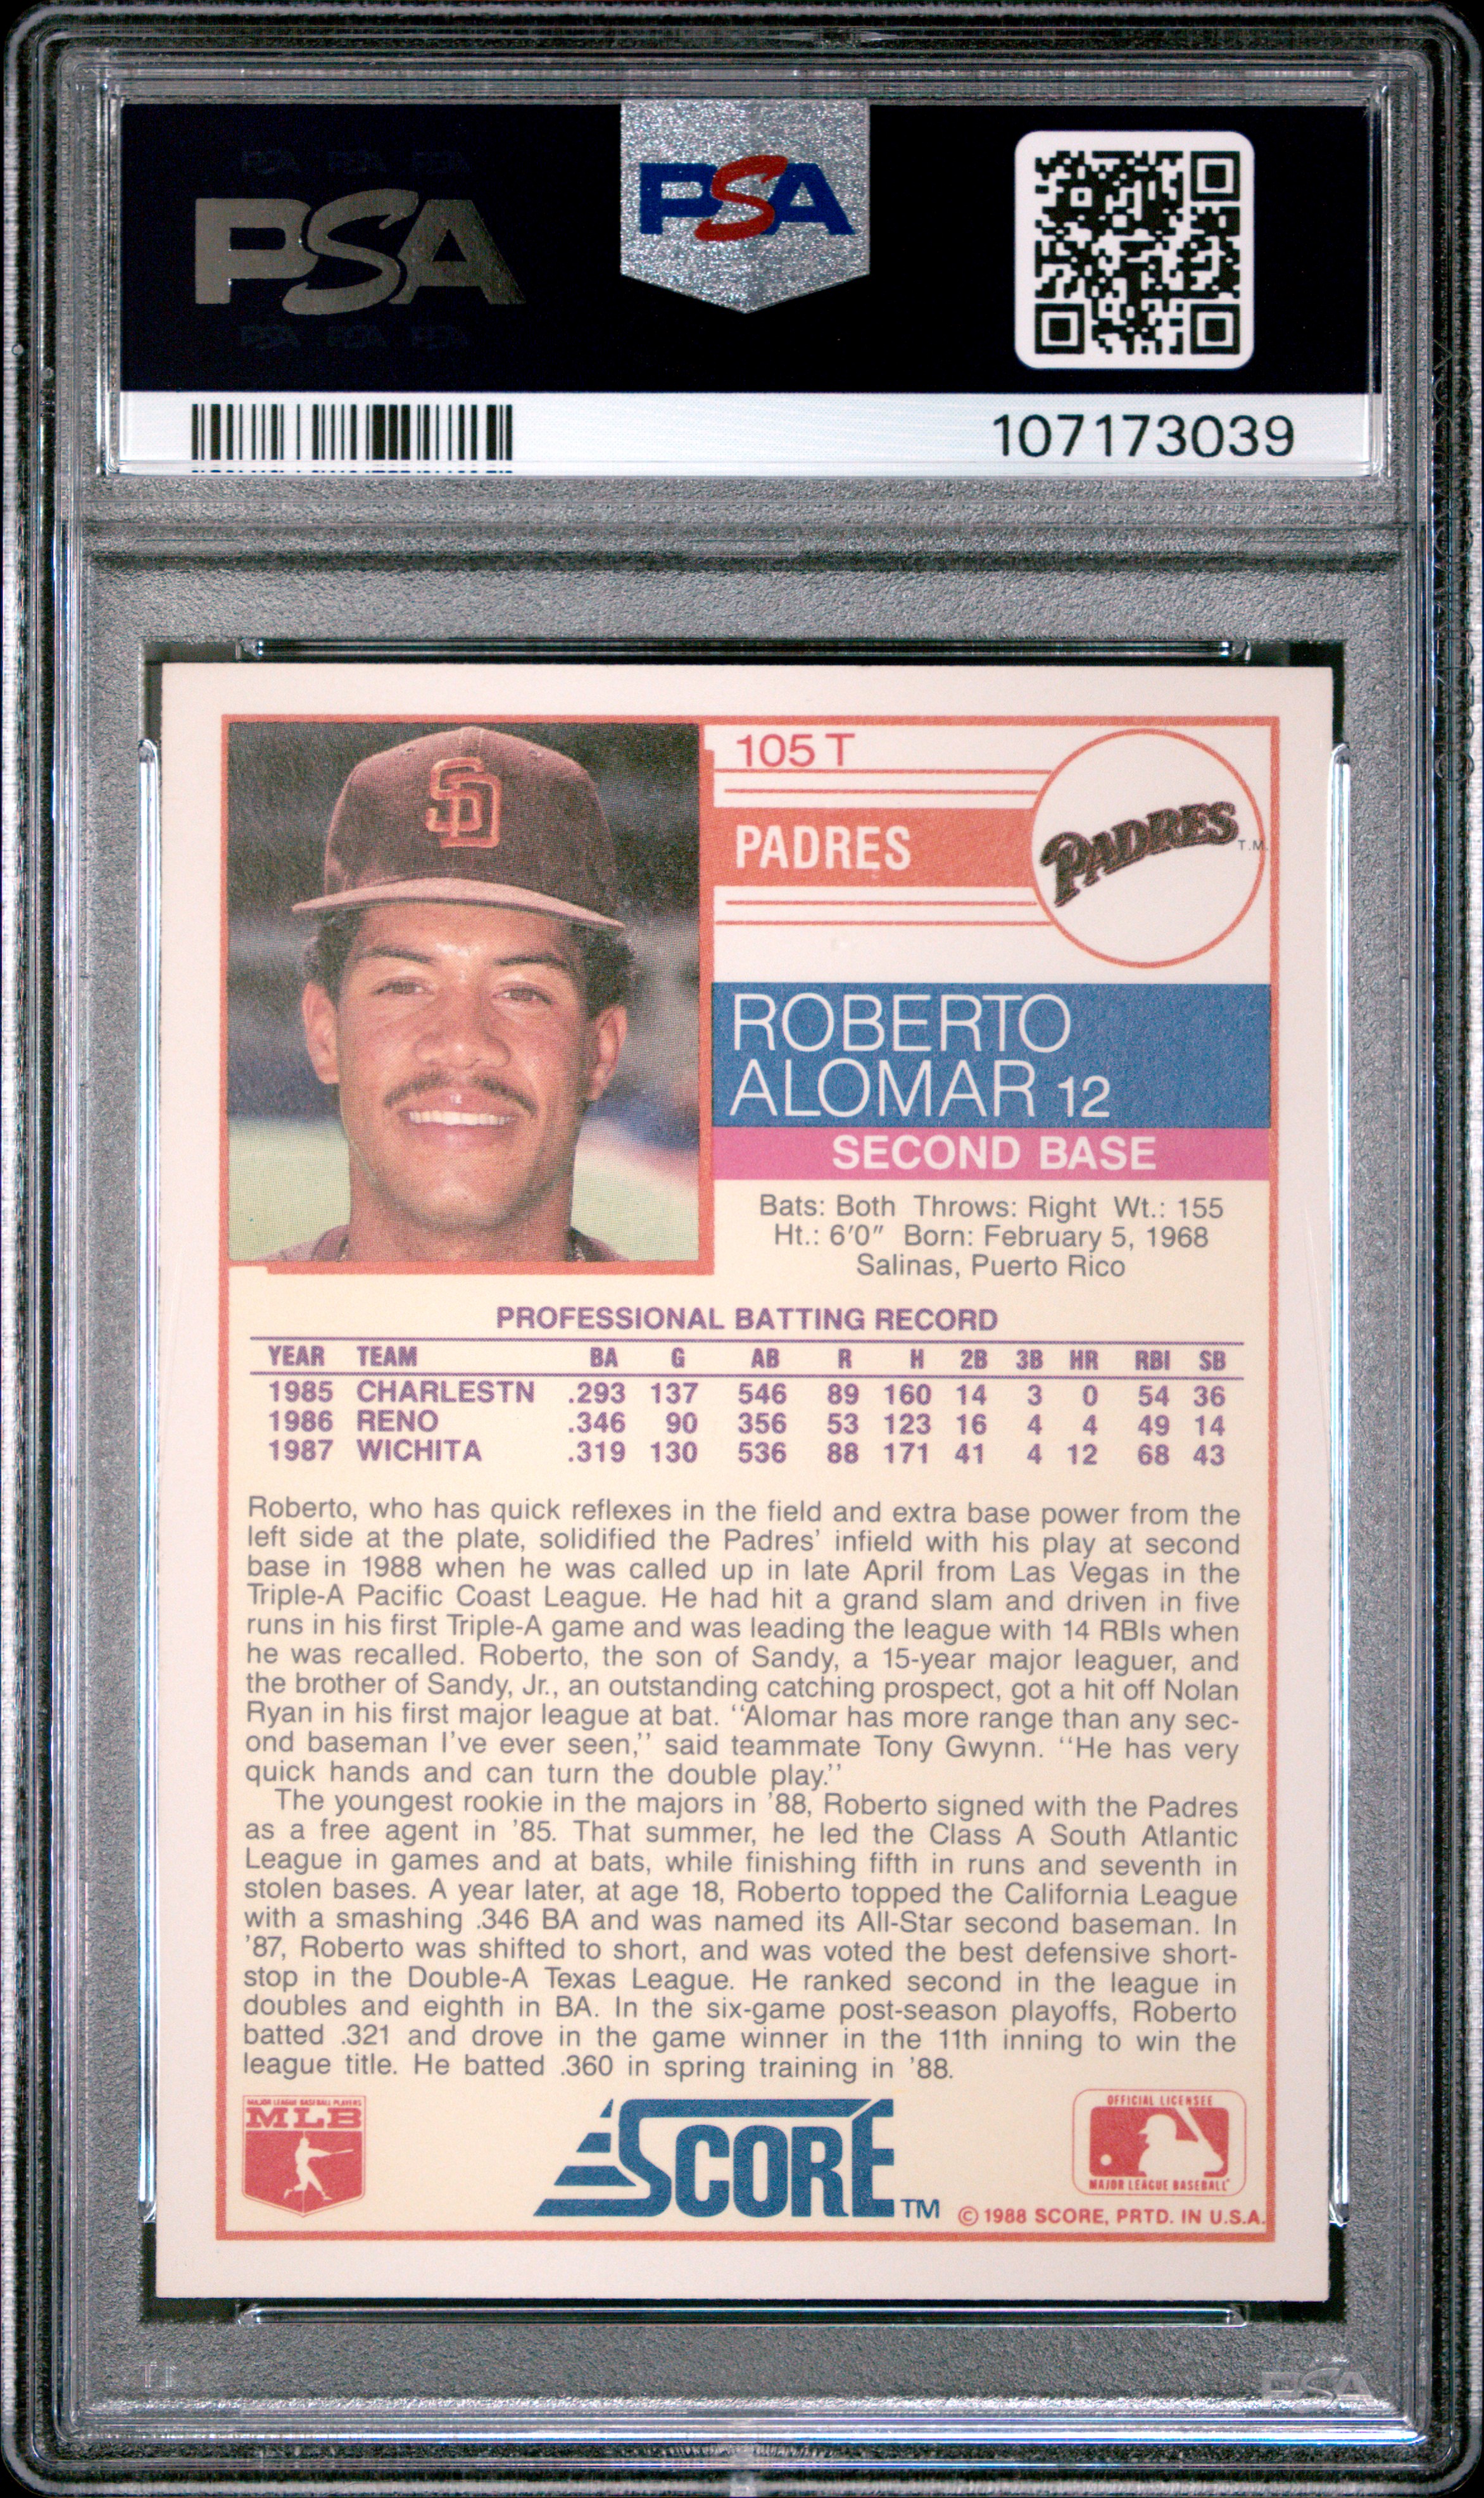 PSA
PSA
107173039
SD
105 T
PADRES
PADRES
T.M.
ROBERTO
ALOMAR 12
SECOND BASE
Bats: Both Throws: Right Wt.: 155
Ht.: 6'0" Born: February 5, 1968
Salinas, Puerto Rico
PROFESSIONAL BATTING RECORD
YEAR TEAM BA G AB R H 2B 3B HR RBI SB
1985 CHARLESTN .293 137 546 89 160 14 3 0 54 36
1986 RENO .346 90 356 53 123 16 4 4 49 14
1987 WICHITA .319 130 536 88 171 41 4 12 68 43
Roberto, who has quick reflexes in the field and extra base power from the
left side at the plate, solidified the Padres' infield with his play at second
base in 1988 when he was called up in late April from Las Vegas in the
Triple-A Pacific Coast League. He had hit a grand slam and driven in five
runs in his first Triple-A game and was leading the league with 14 RBIs when
he was recalled. Roberto, the son of Sandy, a 15-year major leaguer, and
the brother of Sandy, Jr., an outstanding catching prospect, got a hit off Nolan
Ryan in his first major league at bat. ''Alomar has more range than any sec-
ond baseman I've ever seen,'' said teammate Tony Gwynn. ''He has very
quick hands and can turn the double play.''
The youngest rookie in the majors in '88, Roberto signed with the Padres
as a free agent in '85. That summer, he led the Class A South Atlantic
League in games and at bats, while finishing fifth in runs and seventh in
stolen bases. A year later, at age 18, Roberto topped the California League
with a smashing .346 BA and was named its All-Star second baseman. In
'87, Roberto was shifted to short, and was voted the best defensive short-
stop in the Double-A Texas League. He ranked second in the league in
doubles and eighth in BA. In the six-game post-season playoffs, Roberto
batted .321 and drove in the game winner in the 11th inning to win the
league title. He batted .360 in spring training in '88.
MAJOR LEAGUE BASEBALL PLAYERS
MLB
SCORE TM
OFFICIAL LICENSEE
MAJOR LEAGUE BASEBALL
© 1988 SCORE, PRTD. IN U.S.A.
PSA